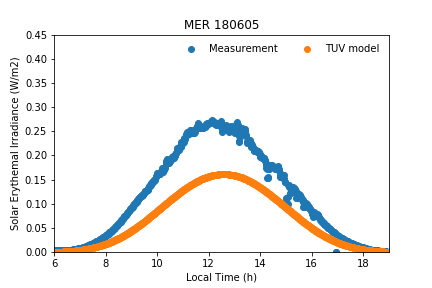 MER 180605
Measurement
TUV model
Solar Erythemal Irradiance (W/m2)
0.45
0.40
0.35
0.30
0.25
0.20
0.15
0.10
0.05
0.00
6 8 10 12 14 16 18
Local Time (h)